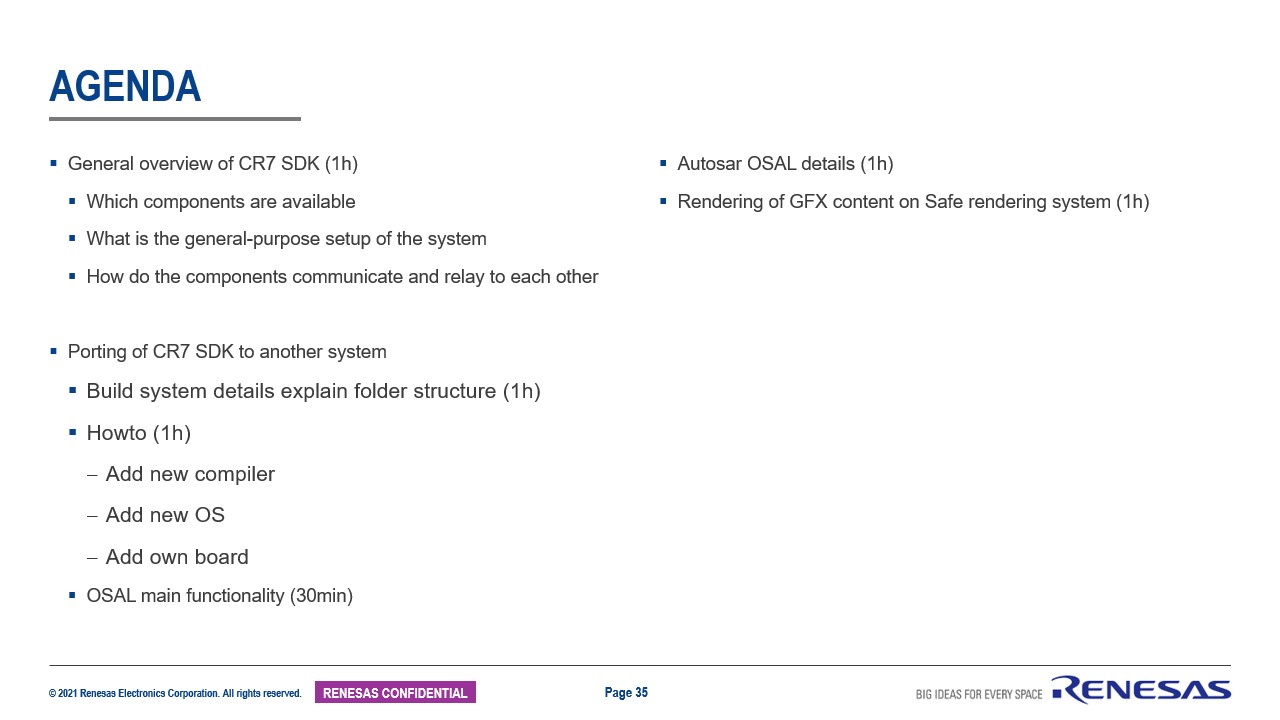 AGENDA
▪ General overview of CR7 SDK (1h)
▪ Which components are available
▪ What is the general-purpose setup of the system
▪ How do the components communicate and relay to each other
▪ Porting of CR7 SDK to another system
▪ Build system details explain folder structure (1h)
▪ Howto (1h)
– Add new compiler
– Add new OS
– Add own board
▪ OSAL main functionality (30min)
▪ Autosar OSAL details (1h)
▪ Rendering of GFX content on Safe rendering system (1h)
© 2021 Renesas Electronics Corporation. All rights reserved.
RENESAS CONFIDENTIAL
Page 35
BIG IDEAS FOR EVERY SPACE
RENESAS